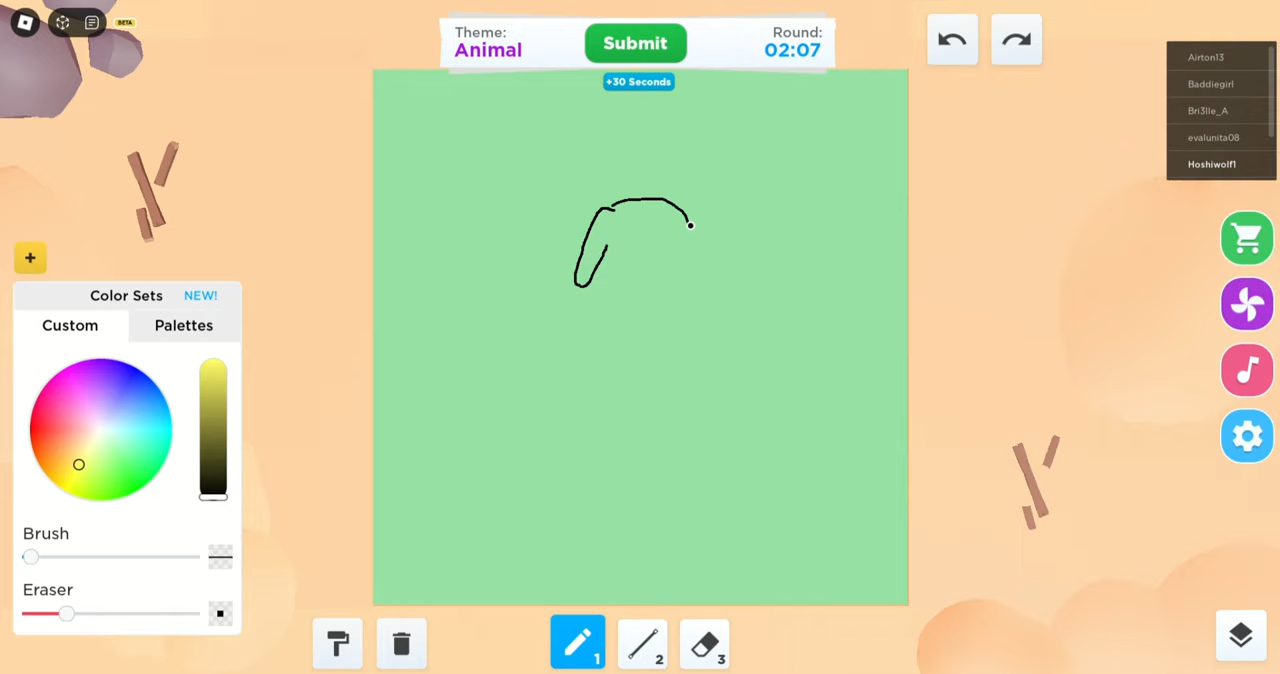 BETA
Theme:
Animal
Submit
Round:
02:07
+30 Seconds
Airton13
Baddiegirl
Bri3lle_A
evalunita08
Hoshiwolf1
+
Color Sets NEW!
Custom Palettes
Brush
Eraser
1
2
3